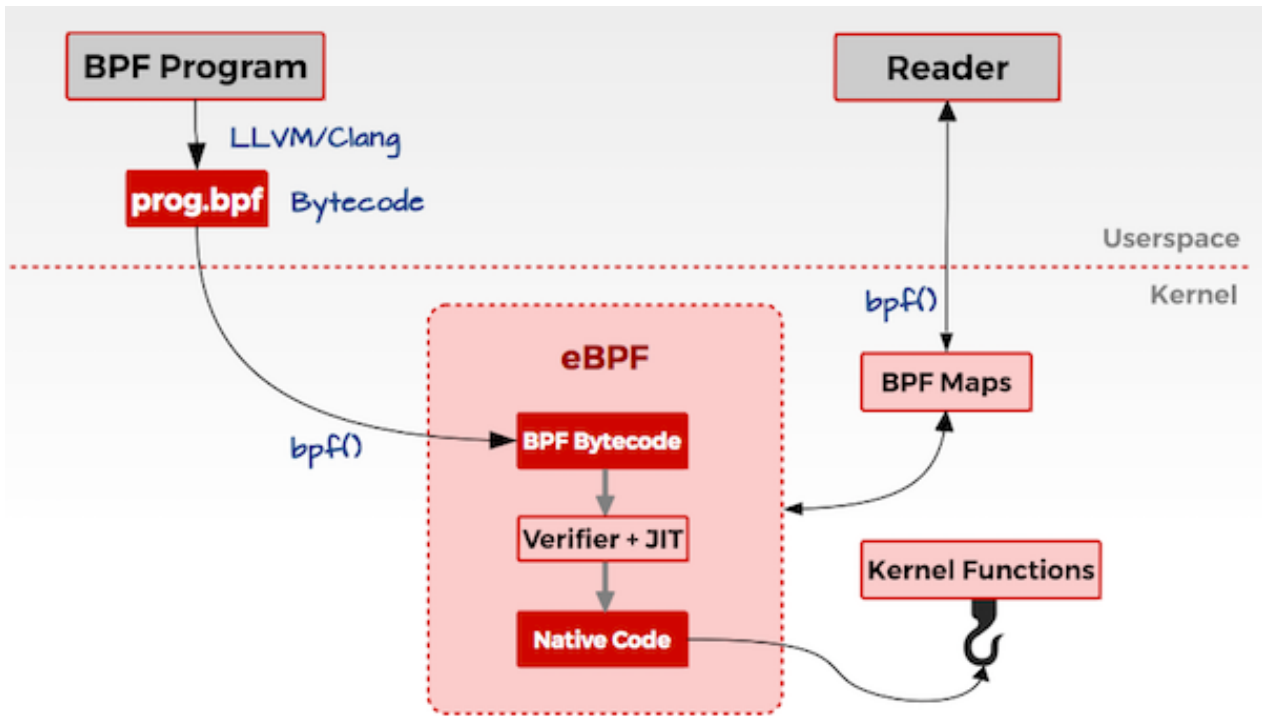 BPF Program
Reader
LLVM/Clang
prog.bpf
Bytecode
Userspace
Kernel
bpf()
eBPF
BPF Maps
BPF Bytecode
bpf()
Verifier + JIT
Kernel Functions
Native Code